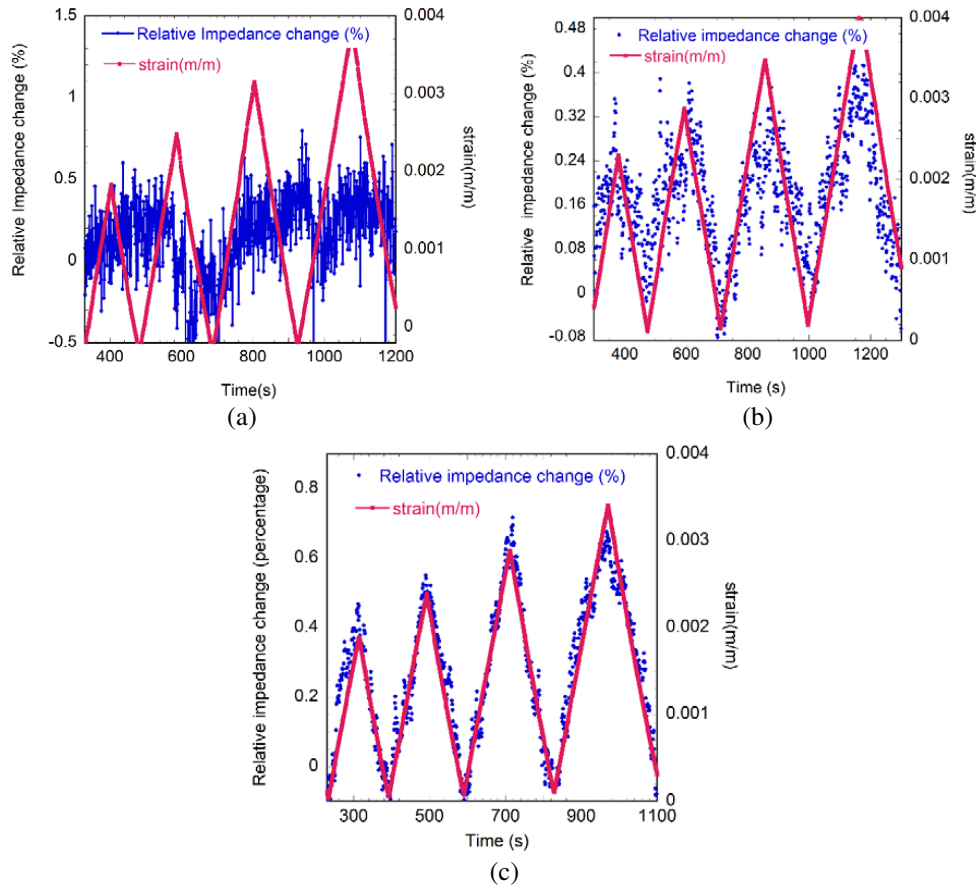 1.5
1
0.5
0
-0.5
Relative Impedance change (%)
Relative Impedance change (%)
strain(m/m)
0.004
0.003
0.002
0.001
0
strain(m/m)
400 600 800 1000 1200
Time(s)
(a)
0.48
0.4
0.32
0.24
0.16
0.08
0
-0.08
Relative impedance change (%)
Relative impedance change (%)
strain(m/m)
0.004
0.003
0.002
0.001
0
strain(m/m)
400 600 800 1000 1200
Time (s)
(b)
0.8
0.6
0.4
0.2
0
Relative impedance change (percentage)
Relative impedance change (%)
strain(m/m)
0.004
0.003
0.002
0.001
0
strain(m/m)
300 500 700 900 1100
Time (s)
(c)